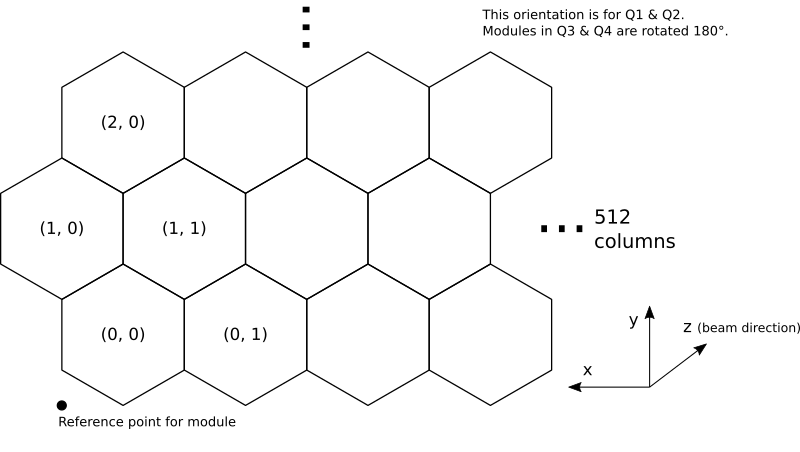 This orientation is for Q1 & Q2.
Modules in Q3 & Q4 are rotated 180°.
(2, 0)
(1, 0)
(1, 1)
512
columns
(0, 0)
(0, 1)
y
z (beam direction)
x
Reference point for module